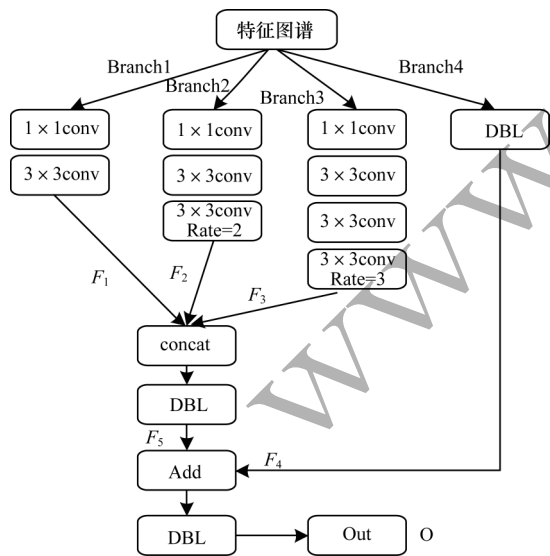 特征图谱
Branch1
Branch2
Branch3
Branch4
1 × 1conv
3 × 3conv
1 × 1conv
3 × 3conv
3 × 3conv
Rate=2
1 × 1conv
3 × 3conv
3 × 3conv
3 × 3conv
Rate=3
DBL
F1
F2
F3
concat
DBL
F5
F4
Add
DBL
Out
O
WWW